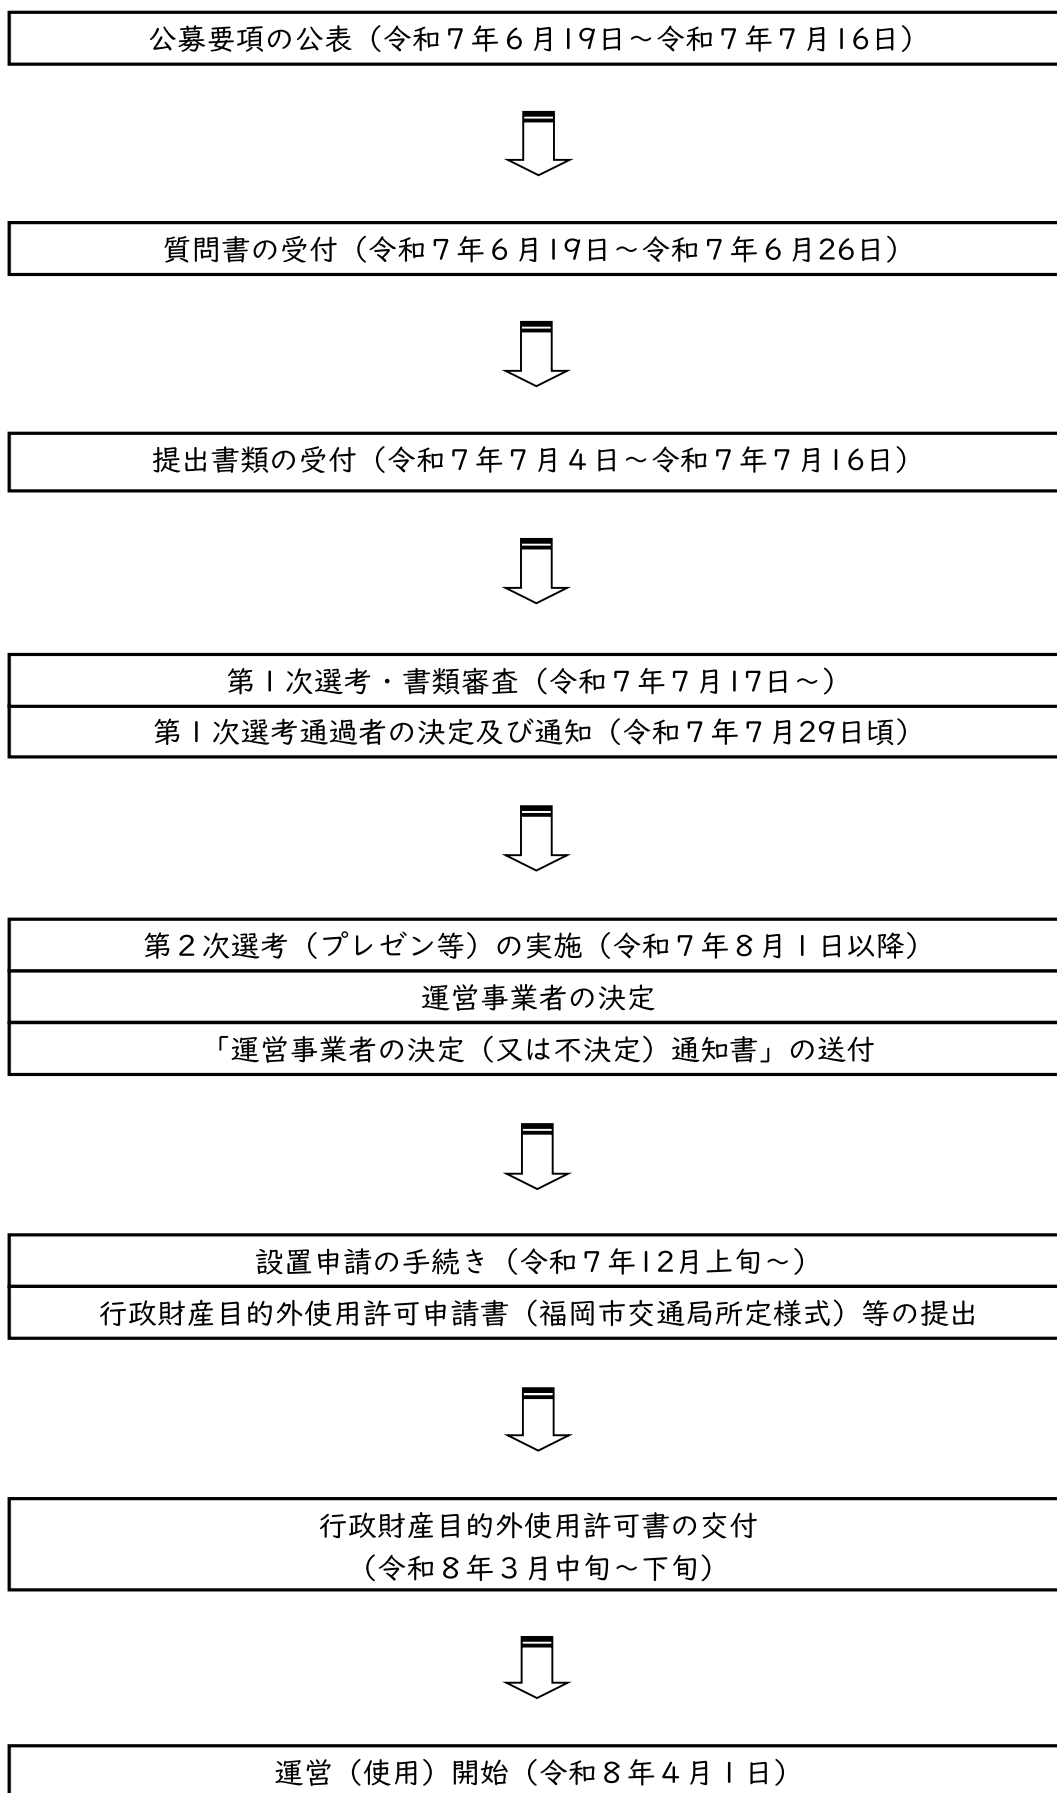 公募要項の公表（令和７年６月19日～令和７年７月16日）
質問書の受付（令和７年６月19日～令和７年６月26日）
提出書類の受付（令和７年７月４日～令和７年７月16日）
第１次選考・書類審査（令和７年７月17日～）
第１次選考通過者の決定及び通知（令和７年７月29日頃）
第２次選考（プレゼン等）の実施（令和７年８月１日以降）
運営事業者の決定
「運営事業者の決定（又は不決定）通知書」の送付
設置申請の手続き（令和７年12月上旬～）
行政財産目的外使用許可申請書（福岡市交通局所定様式）等の提出
行政財産目的外使用許可書の交付
（令和８年３月中旬～下旬）
運営（使用）開始（令和８年４月１日）